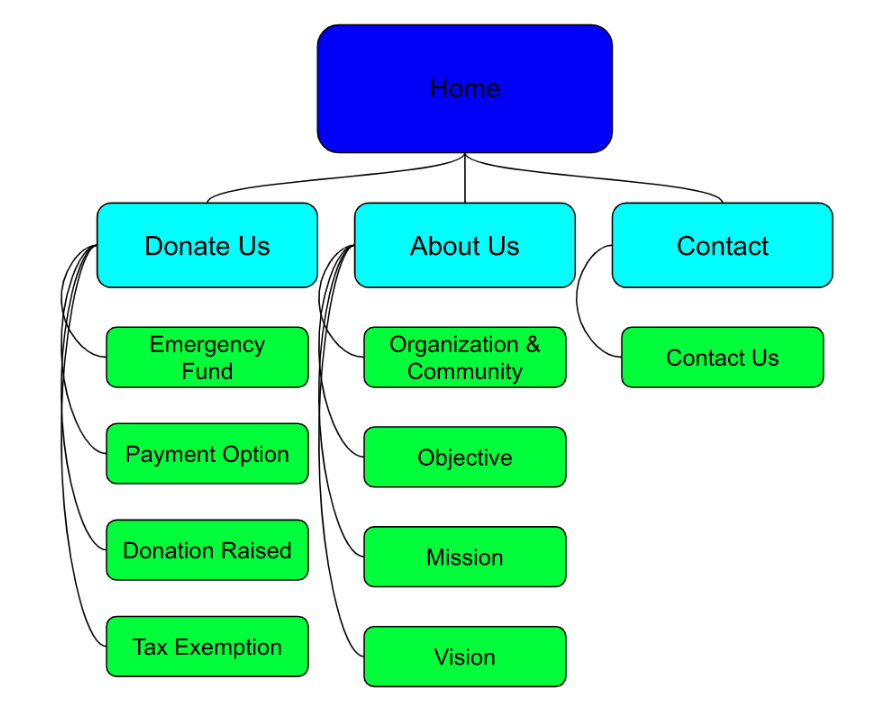 Home
Donate Us
About Us
Contact
Emergency
Fund
Organization &
Community
Contact Us
Payment Option
Objective
Donation Raised
Mission
Tax Exemption
Vision